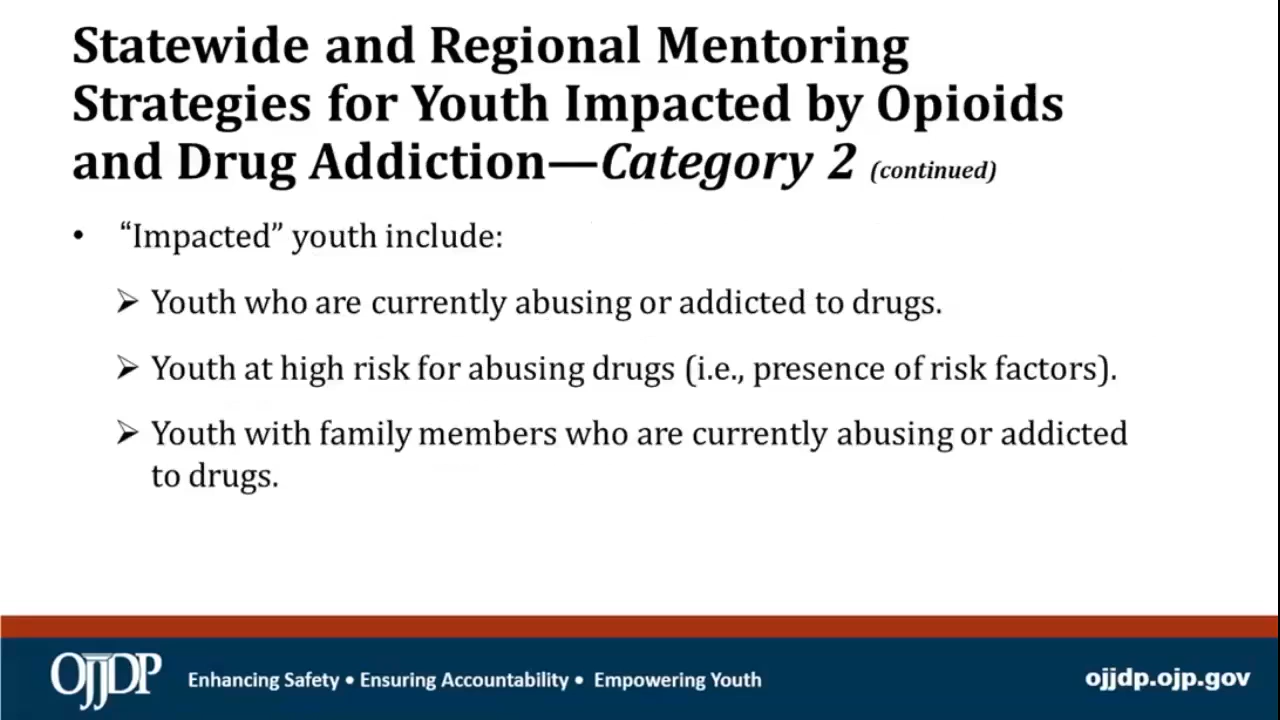 Statewide and Regional Mentoring
Strategies for Youth Impacted by Opioids
and Drug Addiction—Category 2 (continued)
• “Impacted” youth include:
➢ Youth who are currently abusing or addicted to drugs.
➢ Youth at high risk for abusing drugs (i.e., presence of risk factors).
➢ Youth with family members who are currently abusing or addicted
to drugs.
OJJDP Enhancing Safety • Ensuring Accountability • Empowering Youth ojjdp.ojp.gov